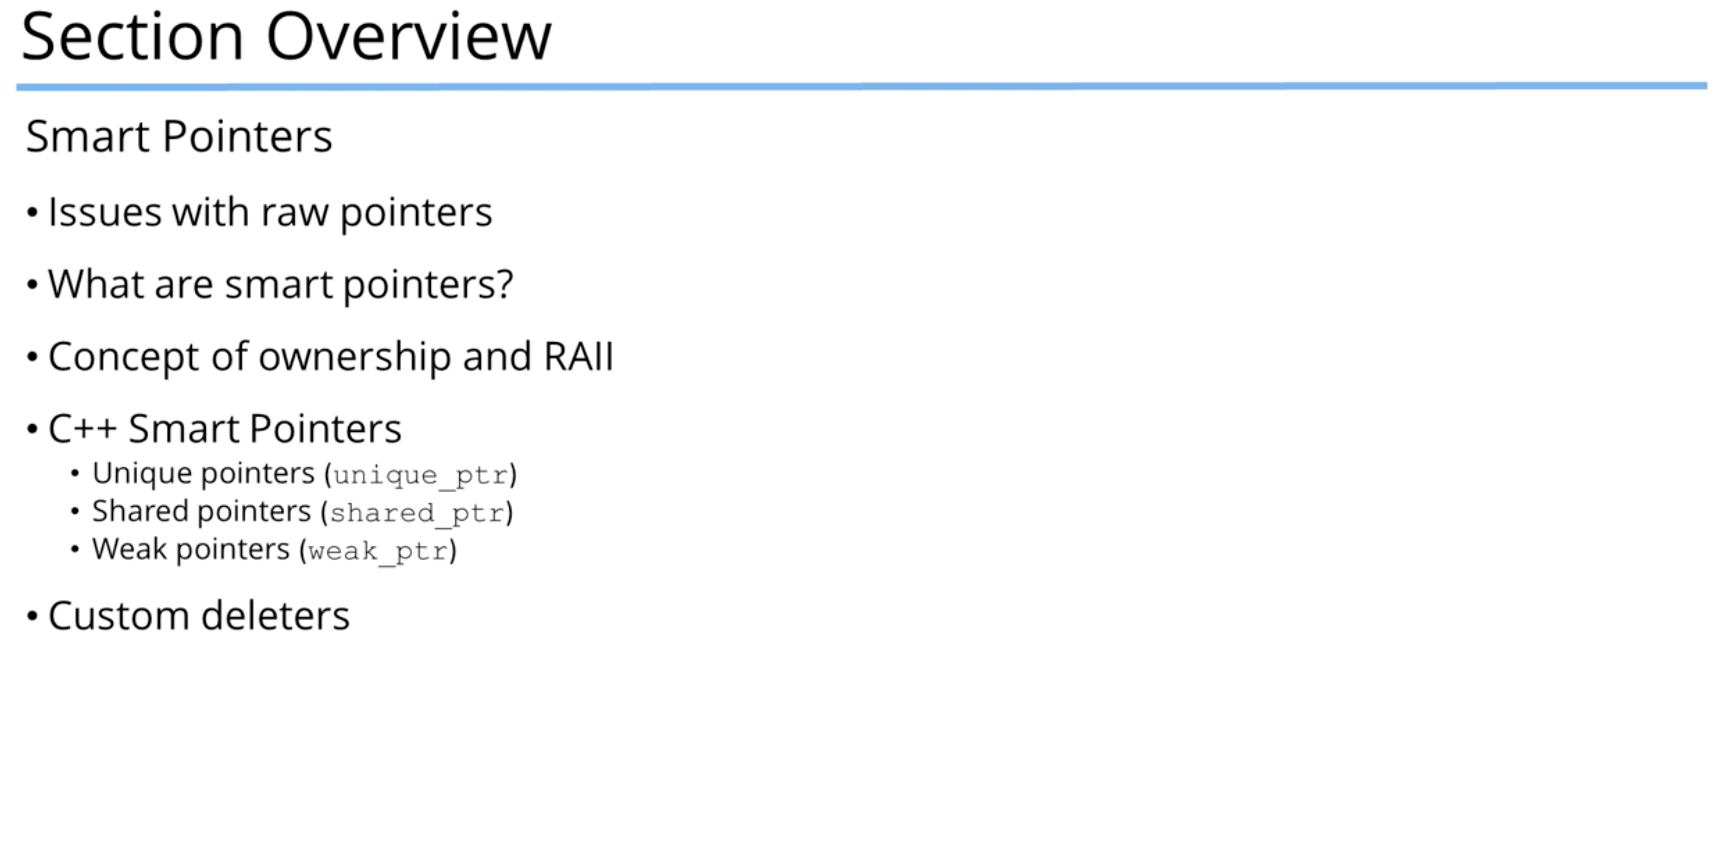 Section Overview
Smart Pointers
• Issues with raw pointers
• What are smart pointers?
• Concept of ownership and RAII
• C++ Smart Pointers
• Unique pointers (unique_ptr)
• Shared pointers (shared_ptr)
• Weak pointers (weak_ptr)
• Custom deleters